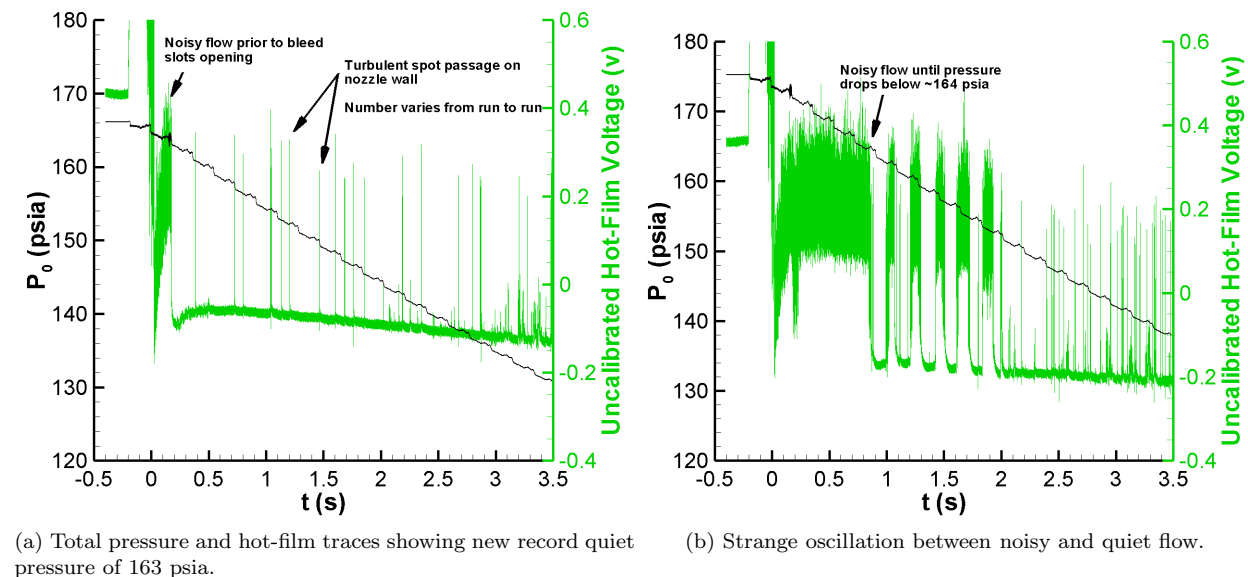 180
170
160
150
140
130
120
P0 (psia)
-0.5
0
0.5
1
1.5
2
2.5
3
3.5
t (s)
0.6
0.4
0.2
0
-0.2
-0.4
Uncalibrated Hot-Film Voltage (v)
Noisy flow prior to bleed
slots opening
Turbulent spot passage on
nozzle wall
Number varies from run to run
(a) Total pressure and hot-film traces showing new record quiet
pressure of 163 psia.
180
170
160
150
140
130
120
P0 (psia)
-0.5
0
0.5
1
1.5
2
2.5
3
3.5
t (s)
0.6
0.4
0.2
0
-0.2
-0.4
Uncalibrated Hot-Film Voltage (v)
Noisy flow until pressure
drops below ~164 psia
(b) Strange oscillation between noisy and quiet flow.